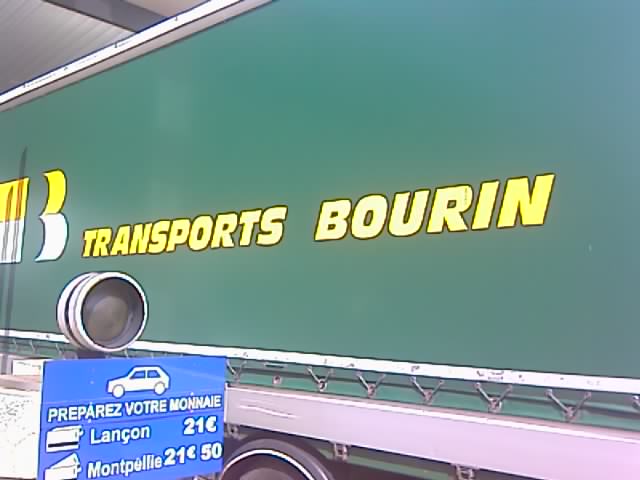 TRANSPORTS BOURIN
PREPAREZ VOTRE MONNAIE
Lançon 21€
Montpellie 21€ 50